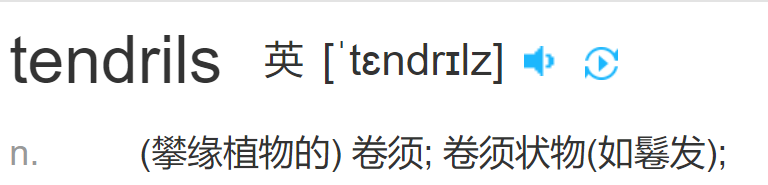 tendrils 英 [ˈtɛndrɪlz]
n. (攀缘植物的) 卷须; 卷须状物(如鬈发);